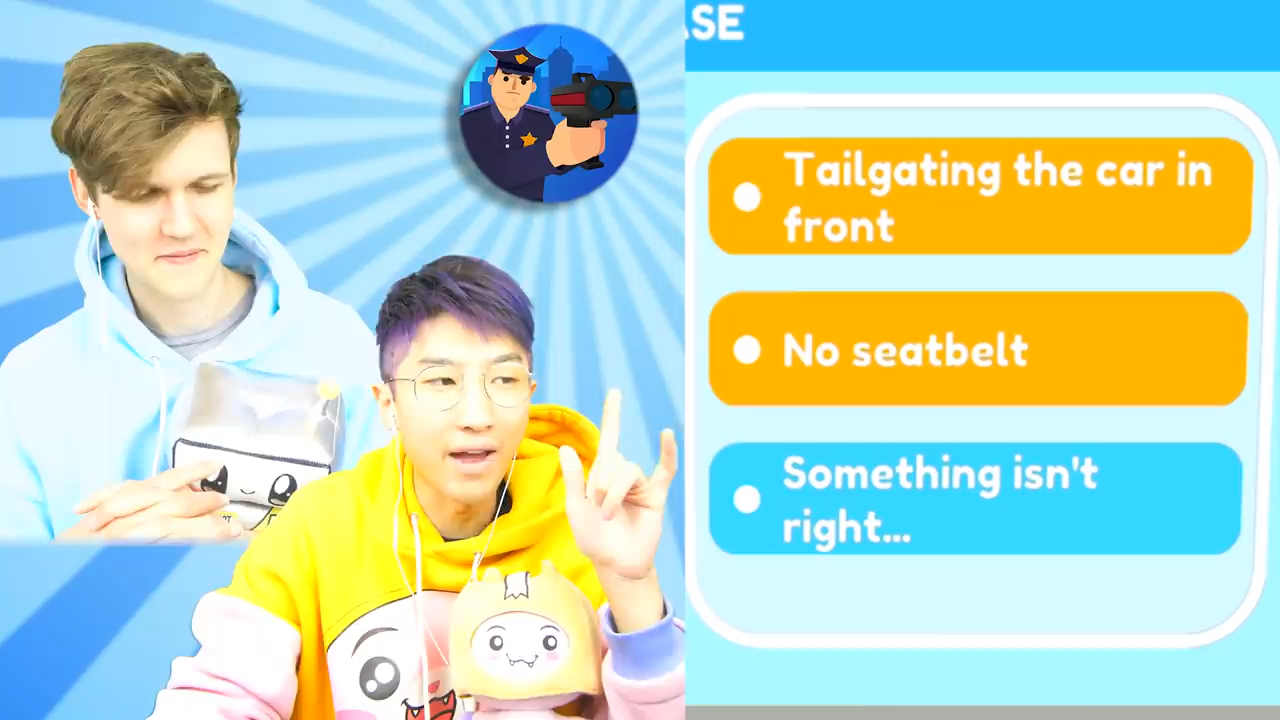 ASE
Tailgating the car in
front
No seatbelt
Something isn't
right...